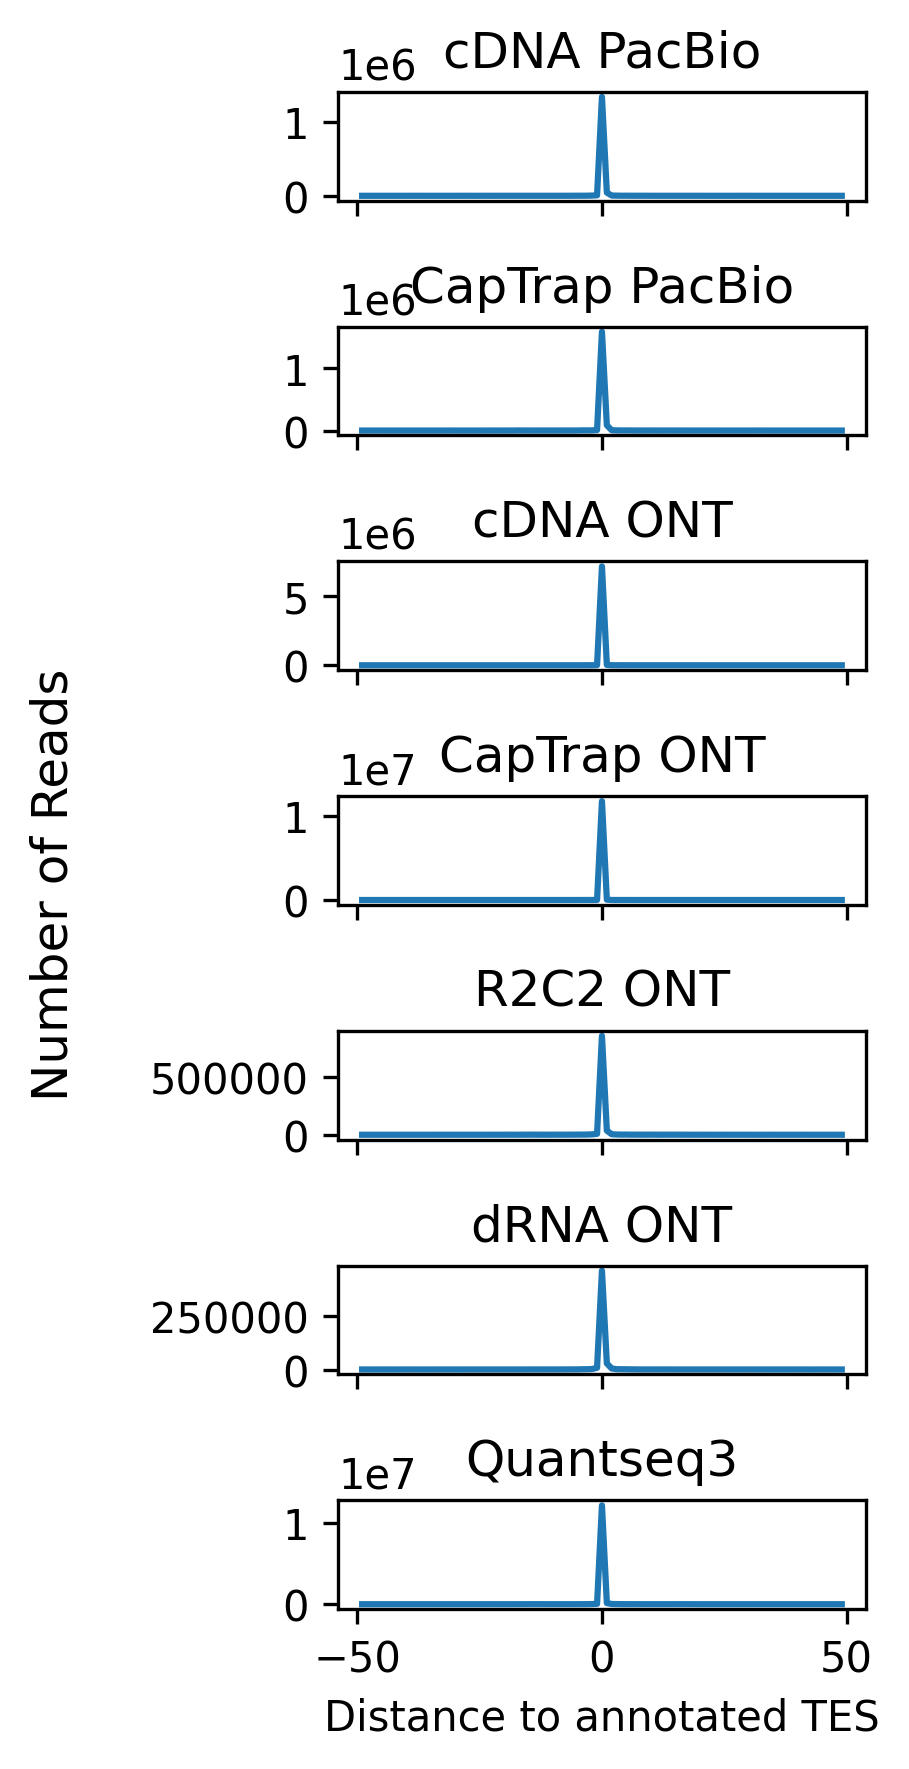 cDNA PacBio
1e6
1
0
CapTrap PacBio
1e6
1
0
cDNA ONT
1e6
5
0
CapTrap ONT
1e7
1
0
R2C2 ONT
500000
0
dRNA ONT
250000
0
Quantseq3
1e7
1
0
−50 0 50
Distance to annotated TES
Number of Reads